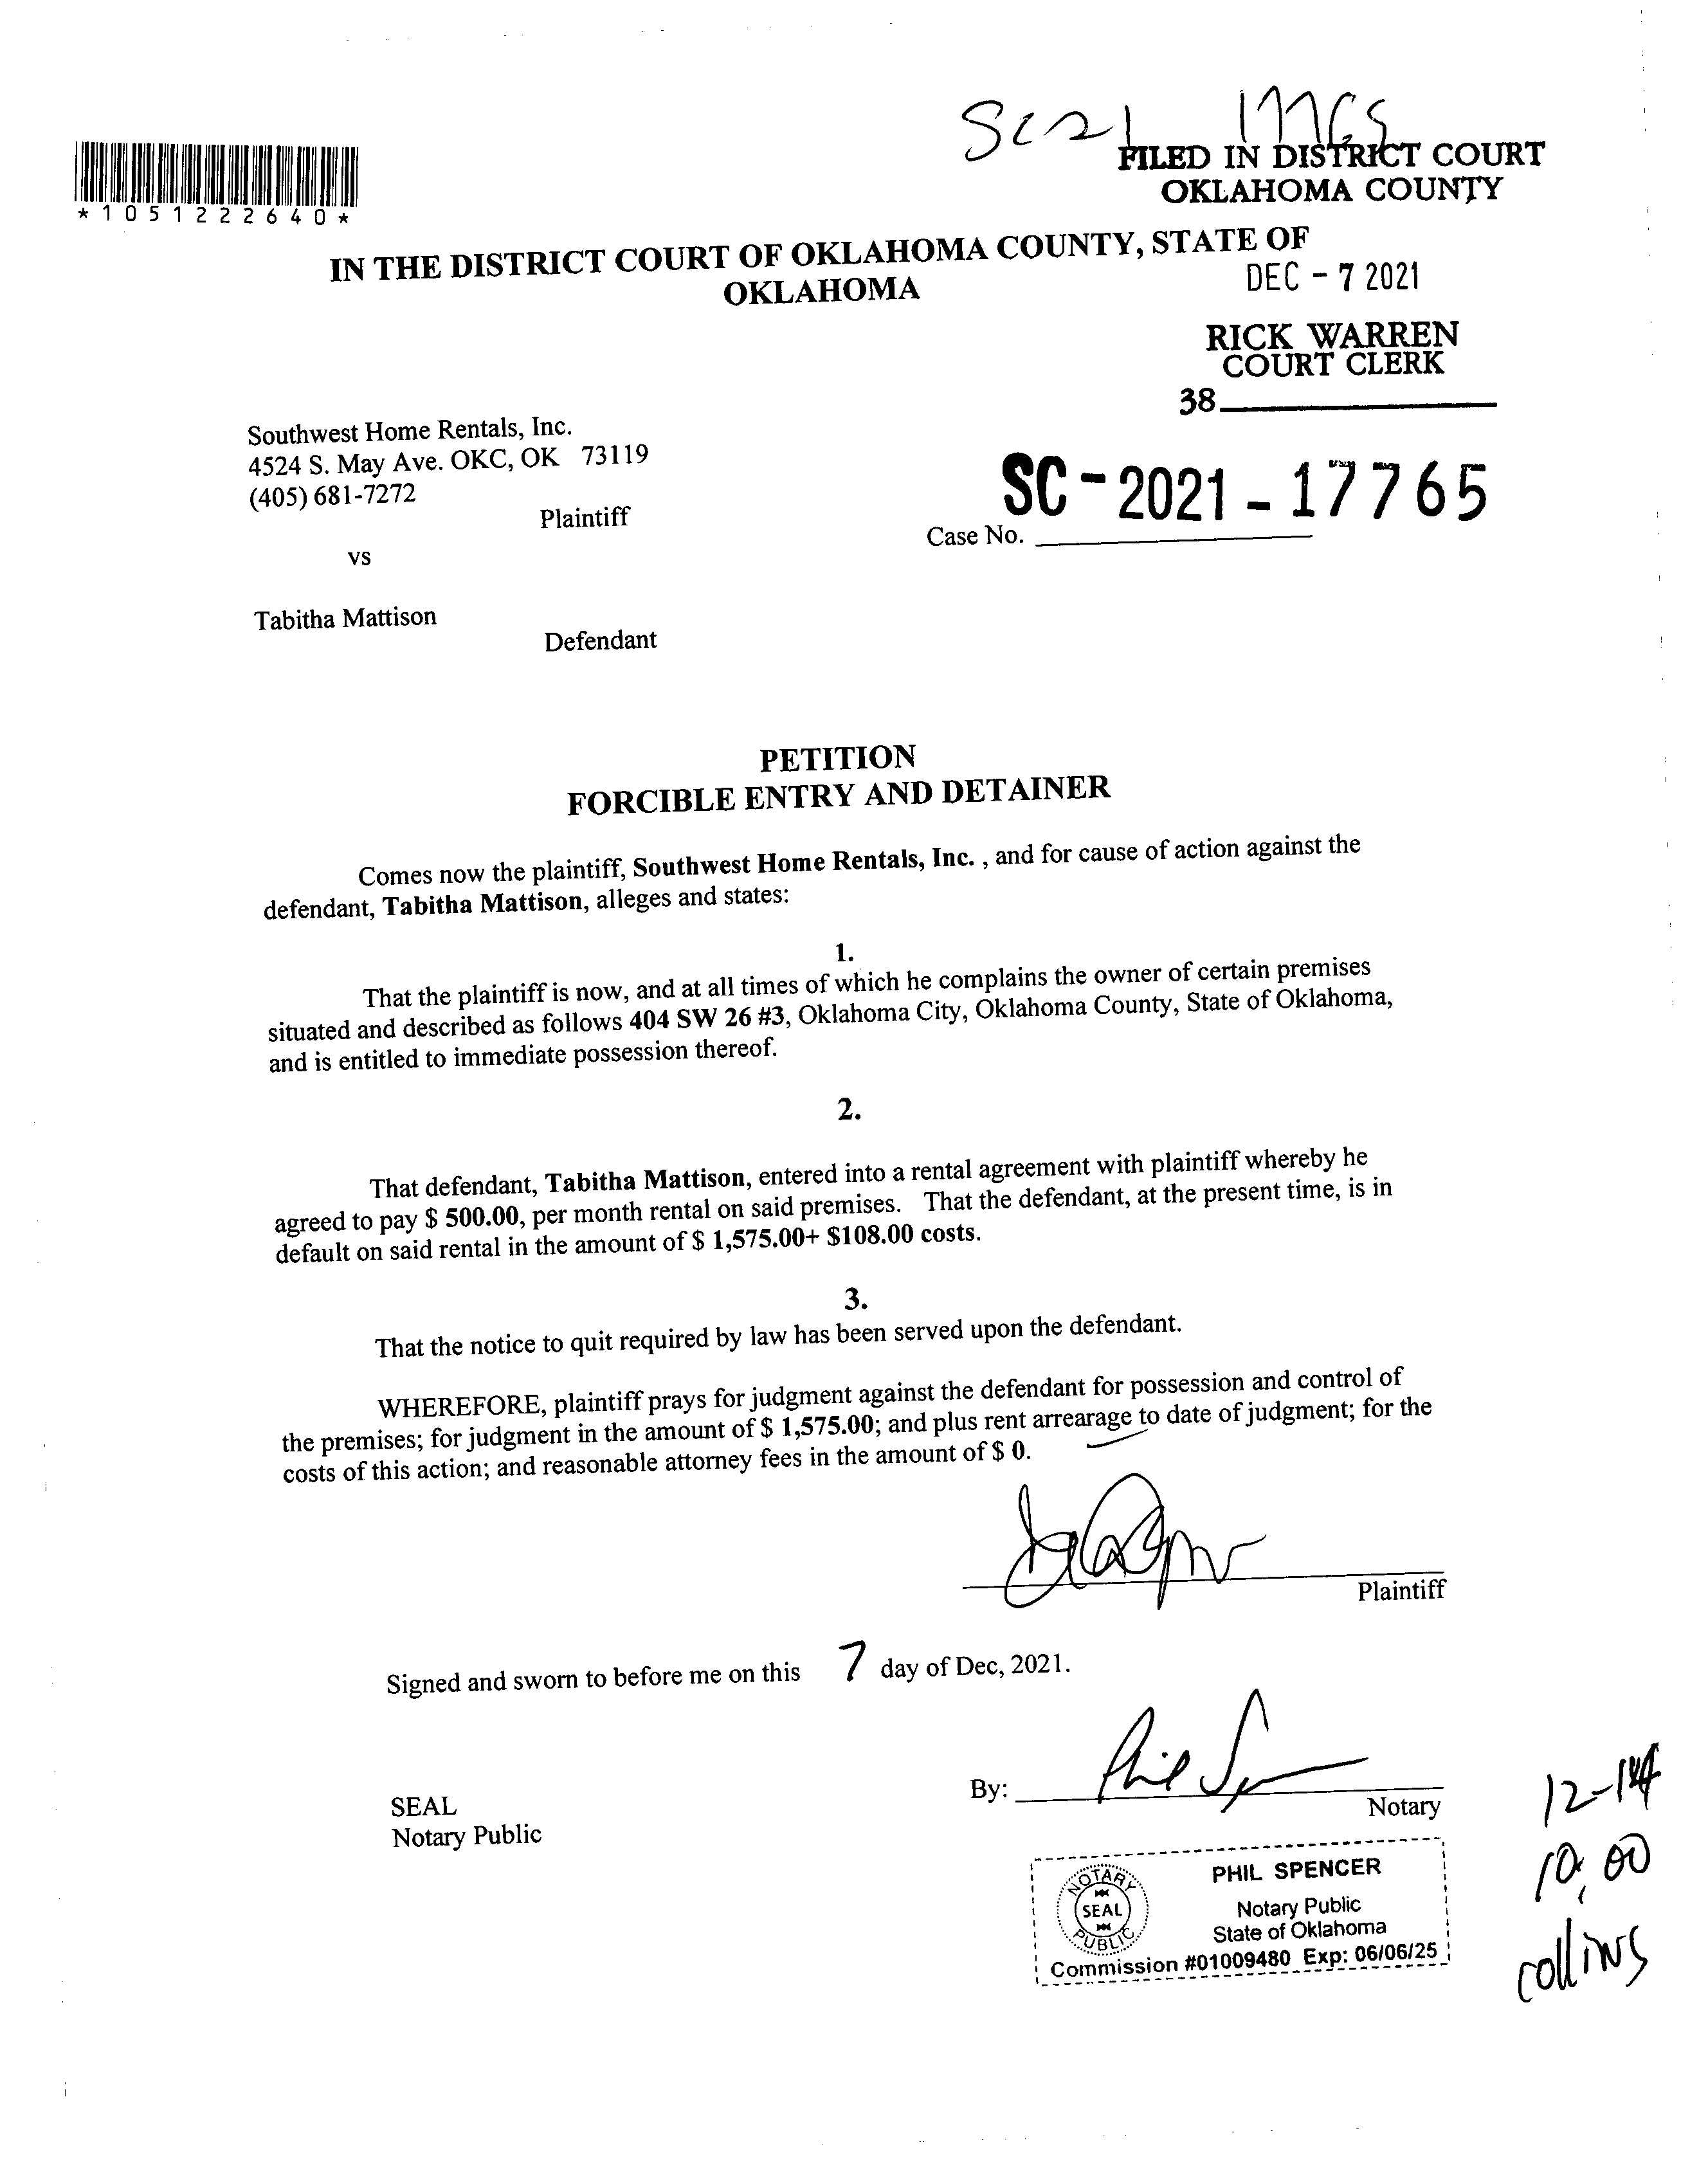 SC21 17765
FILED IN DISTRICT COURT
OKLAHOMA COUNTY
*1051222640*
IN THE DISTRICT COURT OF OKLAHOMA COUNTY, STATE OF
OKLAHOMA
DEC - 7 2021
RICK WARREN
COURT CLERK
38
Southwest Home Rentals, Inc.
4524 S. May Ave. OKC, OK 73119
(405) 681-7272
Plaintiff
SC - 2021 - 17765
Case No.
vs
Tabitha Mattison
Defendant
PETITION
FORCIBLE ENTRY AND DETAINER
Comes now the plaintiff, Southwest Home Rentals, Inc. , and for cause of action against the
defendant, Tabitha Mattison, alleges and states:
1.
That the plaintiff is now, and at all times of which he complains the owner of certain premises
situated and described as follows 404 SW 26 #3, Oklahoma City, Oklahoma County, State of Oklahoma,
and is entitled to immediate possession thereof.
2.
That defendant, Tabitha Mattison, entered into a rental agreement with plaintiff whereby he
agreed to pay $ 500.00, per month rental on said premises. That the defendant, at the present time, is in
default on said rental in the amount of $ 1,575.00+ $108.00 costs.
3.
That the notice to quit required by law has been served upon the defendant.
WHEREFORE, plaintiff prays for judgment against the defendant for possession and control of
the premises; for judgment in the amount of $ 1,575.00; and plus rent arrearage to date of judgment; for the
costs of this action; and reasonable attorney fees in the amount of $ 0.
Plaintiff
Signed and sworn to before me on this 7 day of Dec, 2021.
By: Phil Spencer
Notary
SEAL
Notary Public
PHIL SPENCER
Notary Public
State of Oklahoma
Commission #01009480 Exp: 06/06/25
NOTARY
SEAL
PUBLIC
12-14
10:00
collins